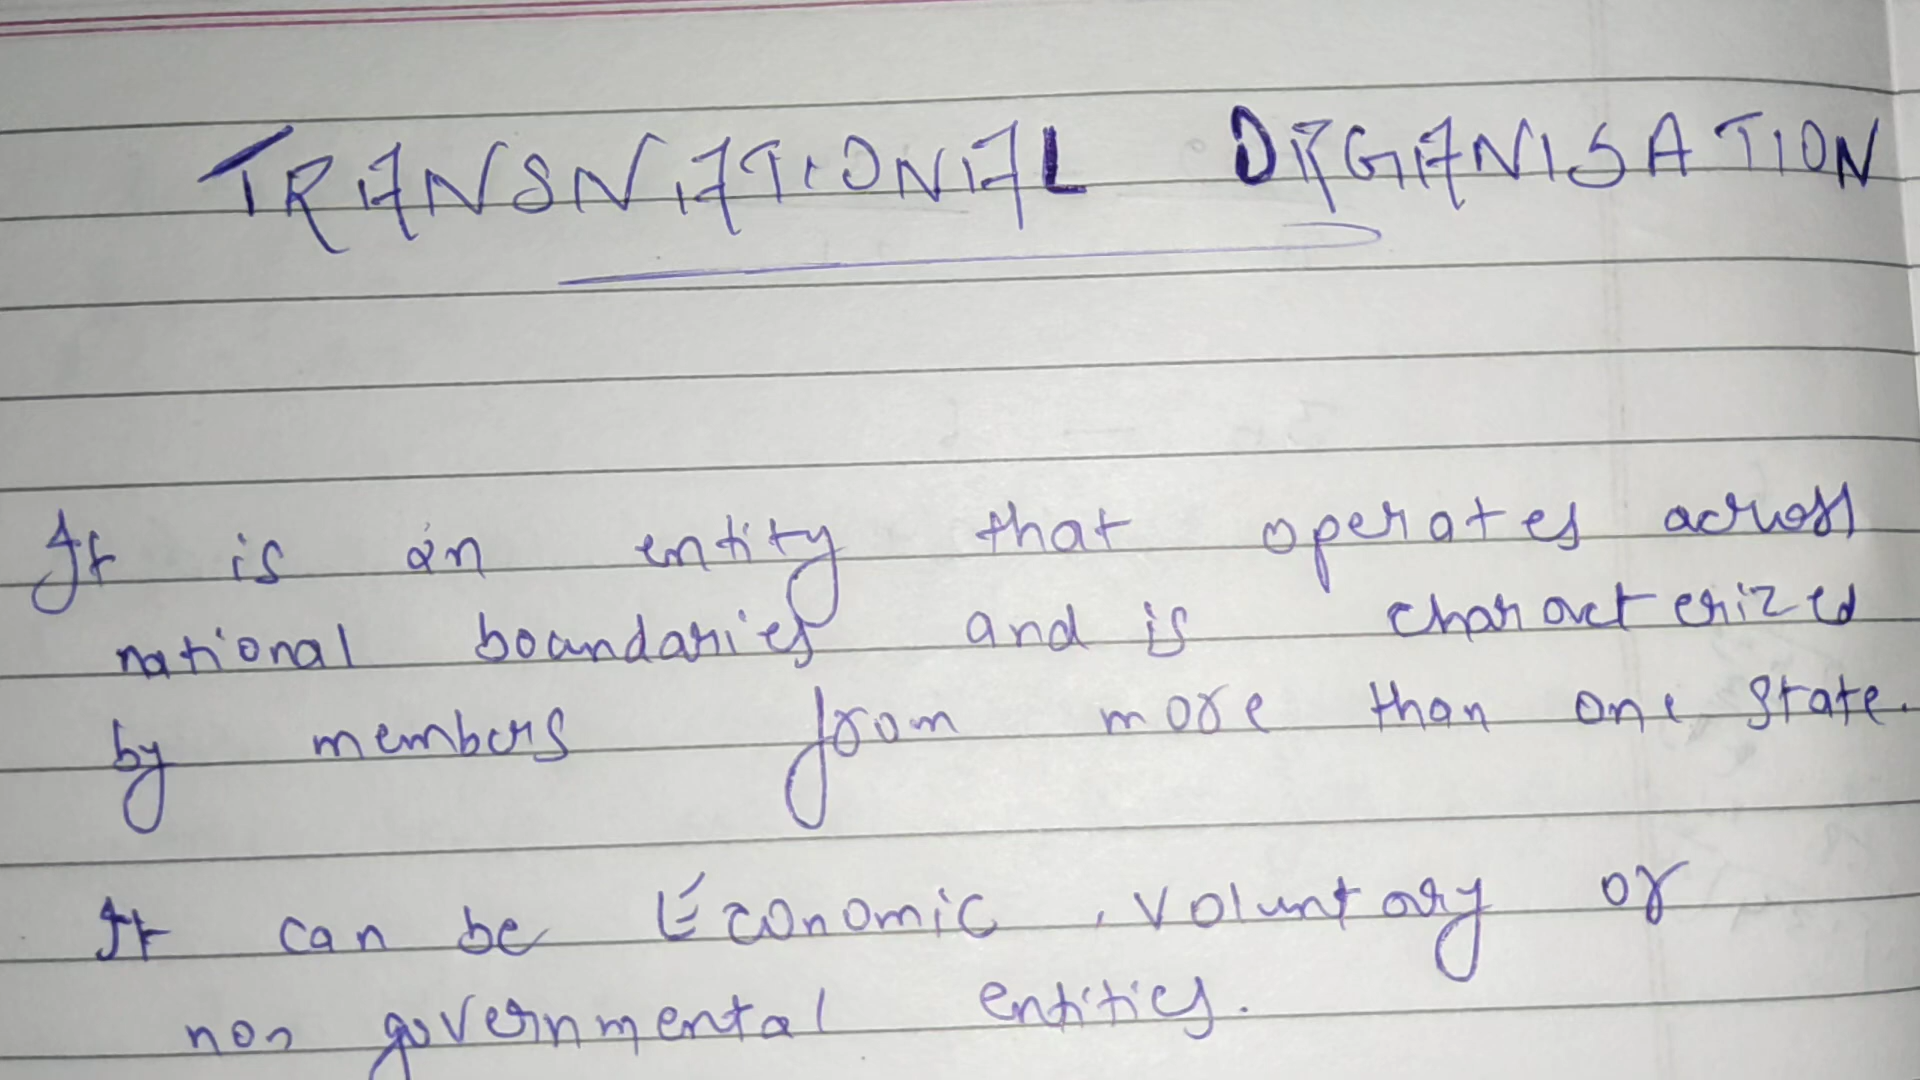 TRANSNATIONAL ORGANISATION
It is an entity that operates across
national boundaries and is characterized
by members from more than one state.
It can be Economic, voluntary or
non governmental entities.